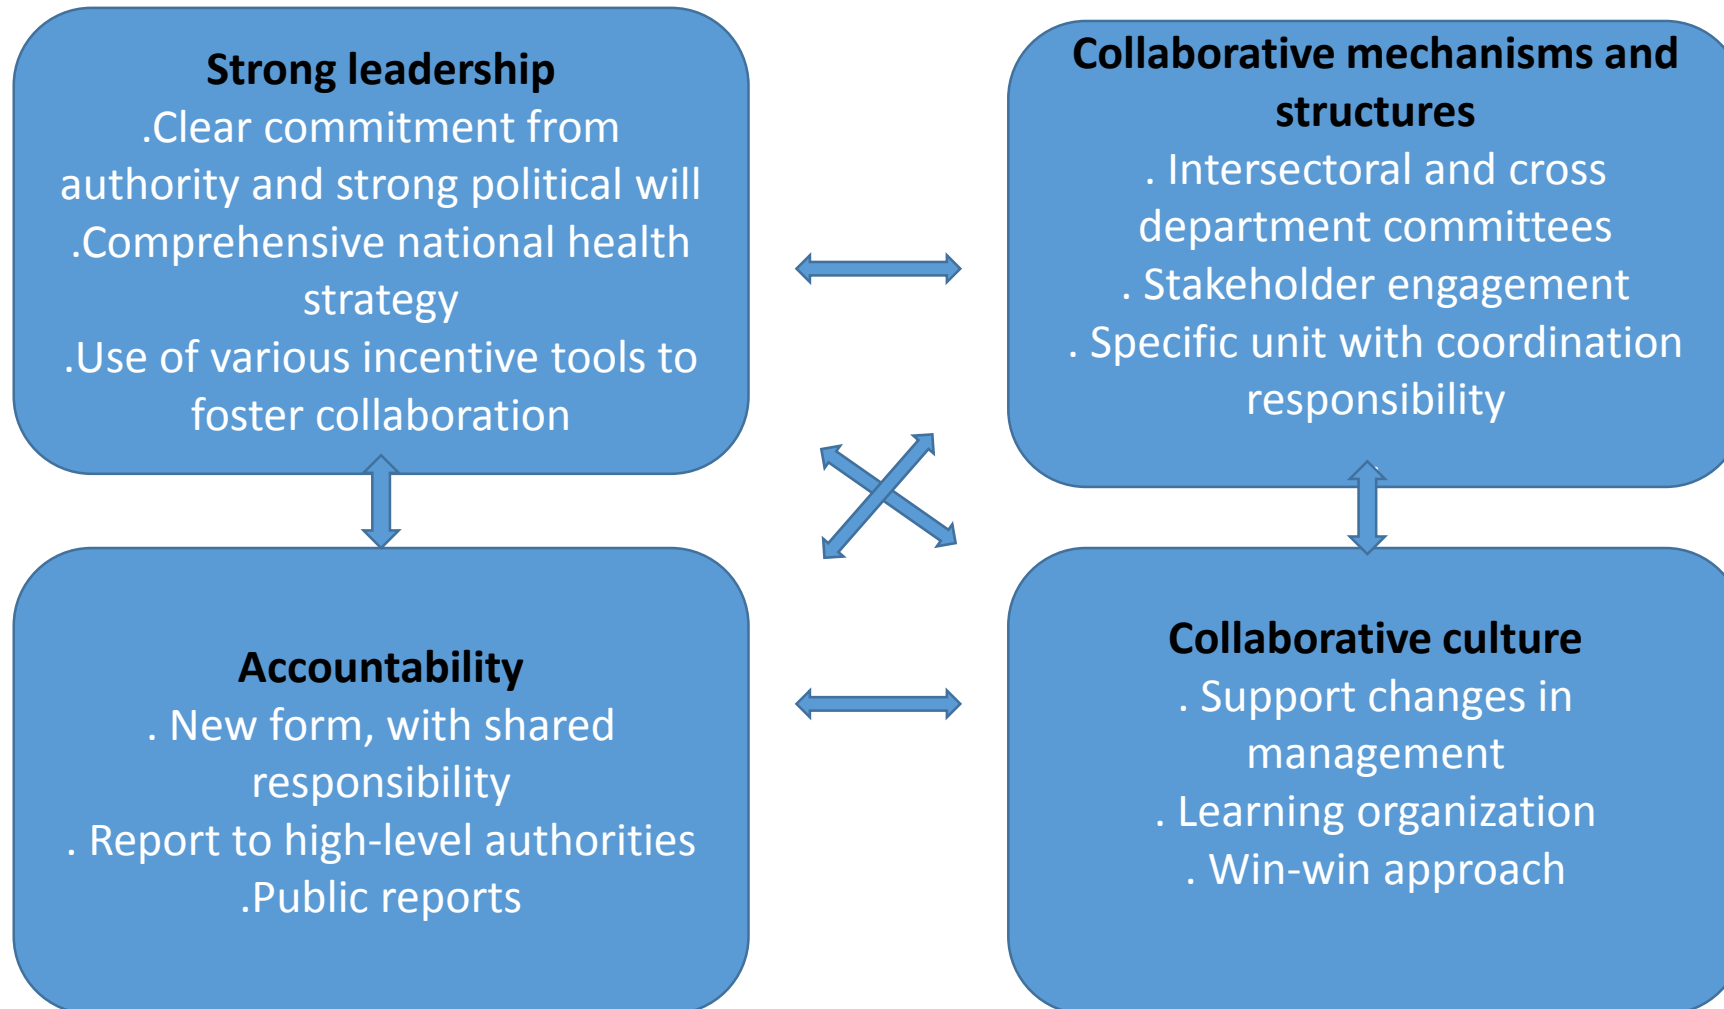 Strong leadership
.Clear commitment from
authority and strong political will
.Comprehensive national health
strategy
.Use of various incentive tools to
foster collaboration
Collaborative mechanisms and
structures
. Intersectoral and cross
department committees
. Stakeholder engagement
. Specific unit with coordination
responsibility
Accountability
. New form, with shared
responsibility
. Report to high-level authorities
.Public reports
Collaborative culture
. Support changes in
management
. Learning organization
. Win-win approach